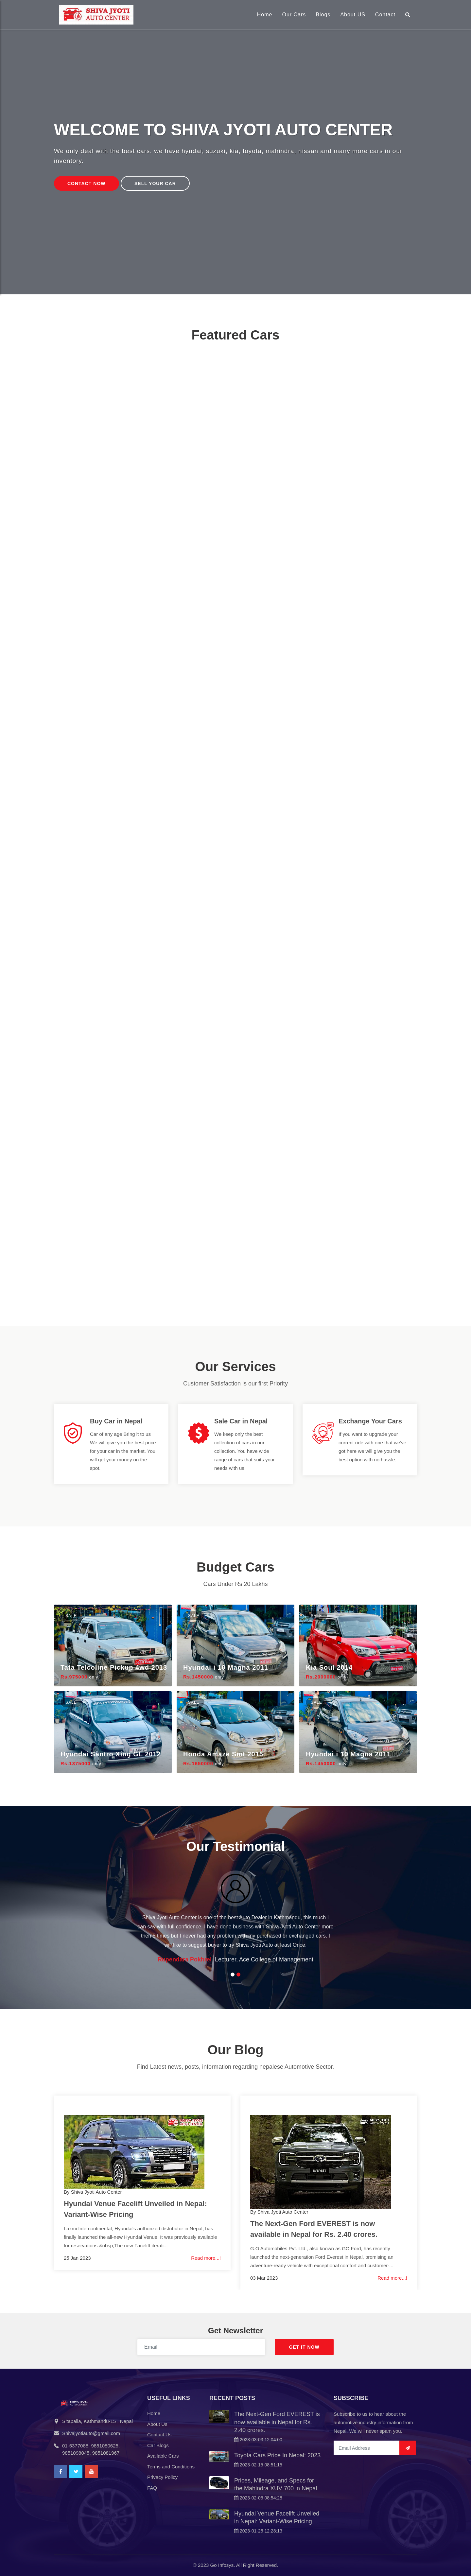 SHIVA JYOTI
AUTO CENTER
Home
Our Cars
Blogs
About US
Contact
WELCOME TO SHIVA JYOTI AUTO CENTER
We only deal with the best cars. we have hyudai, suzuki, kia, toyota, mahindra, nissan and many more cars in our
inventory.
CONTACT NOW
SELL YOUR CAR
Featured Cars
Our Services
Customer Satisfaction is our first Priority
Buy Car in Nepal
Car of any age Bring it to us
We will give you the best price
for your car in the market. You
will get your money on the
spot.
Sale Car in Nepal
We keep only the best
collection of cars in our
collection. You have wide
range of cars that suits your
needs with us.
Exchange Your Cars
If you want to upgrade your
current ride with one that we've
got here we will give you the
best option with no hassle.
Budget Cars
Cars Under Rs 20 Lakhs
Tata Telcoline Pickup 4wd 2013
Hyundai i 10 Magna 2011
Kia Soul 2014
Hyundai Santro Xing GL 2012
Rs.1275000
Honda Amaze Smt 2015
Hyundai i 10 Magna 2011
Our Testimonial
Shiva Jyoti Auto Center is one of the best Auto Dealer in Kathmandu, this much I
can say with full confidence. I have done business with Shiva Jyoti Auto Center more
then 5 times but I never had any problem with my purchased or exchanged cars. I
will like to suggest buyer to try Shiva Jyoti Auto at least Once.
Lecturer, Ace College of Management
Our Blog
Find Latest news, posts, information regarding nepalese Automotive Sector.
By Shiva Jyoti Auto Center
Hyundai Venue Facelift Unveiled in Nepal:
Variant-Wise Pricing
Laxmi Intercontinental, Hyundai's authorized distributor in Nepal, has
finally launched the all-new Hyundai Venue. It was previously available
for reservations.&nbsp;The new Facelift iterati...
25 Jan 2023
Read more...!
EVEREST
By Shiva Jyoti Auto Center
The Next-Gen Ford EVEREST is now
available in Nepal for Rs. 2.40 crores.
G.O Automobiles Pvt. Ltd., also known as GO Ford, has recently
launched the next-generation Ford Everest in Nepal, promising an
adventure-ready vehicle with exceptional comfort and customer-...
03 Mar 2023
Read more...!
Get Newsletter
Email
GET IT NOW
Sitapaila, Kathmandu-15 , Nepal
Shivajyotiauto@gmail.com
01-5377088, 9851080625,
9851098045, 9851081987
USEFUL LINKS
Home
About Us
Contact Us
Car Blogs
Available Cars
Terms and Conditions
Privacy Policy
FAQ
RECENT POSTS
The Next-Gen Ford EVEREST is
now available in Nepal for Rs.
2.40 crores.
2023-03-03 12:04:00
Toyota Cars Price In Nepal: 2023
2023-02-15 08:51:15
Prices, Mileage, and Specs for
the Mahindra XUV 700 in Nepal
2023-02-05 08:54:28
Hyundai Venue Facelift Unveiled
in Nepal: Variant-Wise Pricing
2023-01-25 12:28:13
SUBSCRIBE
Subscribe to us to hear about the
automotive industry information from
Nepal. We will never spam you.
Email Address
© 2023 Go Infosys. All Right Reserved.